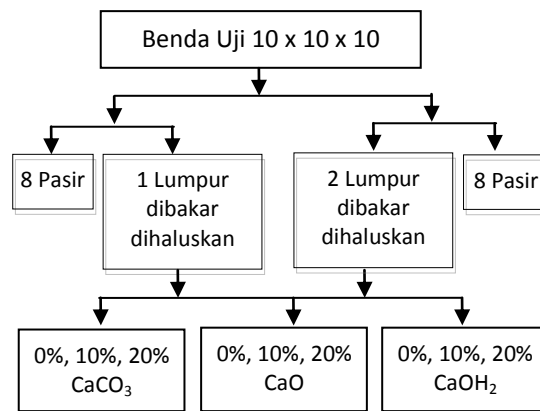 Benda Uji 10 x 10 x 10
8 Pasir
1 Lumpur
dibakar
dihaluskan
2 Lumpur
dibakar
dihaluskan
8 Pasir
0%, 10%, 20%
CaCO₃
0%, 10%, 20%
CaO
0%, 10%, 20%
CaOH₂